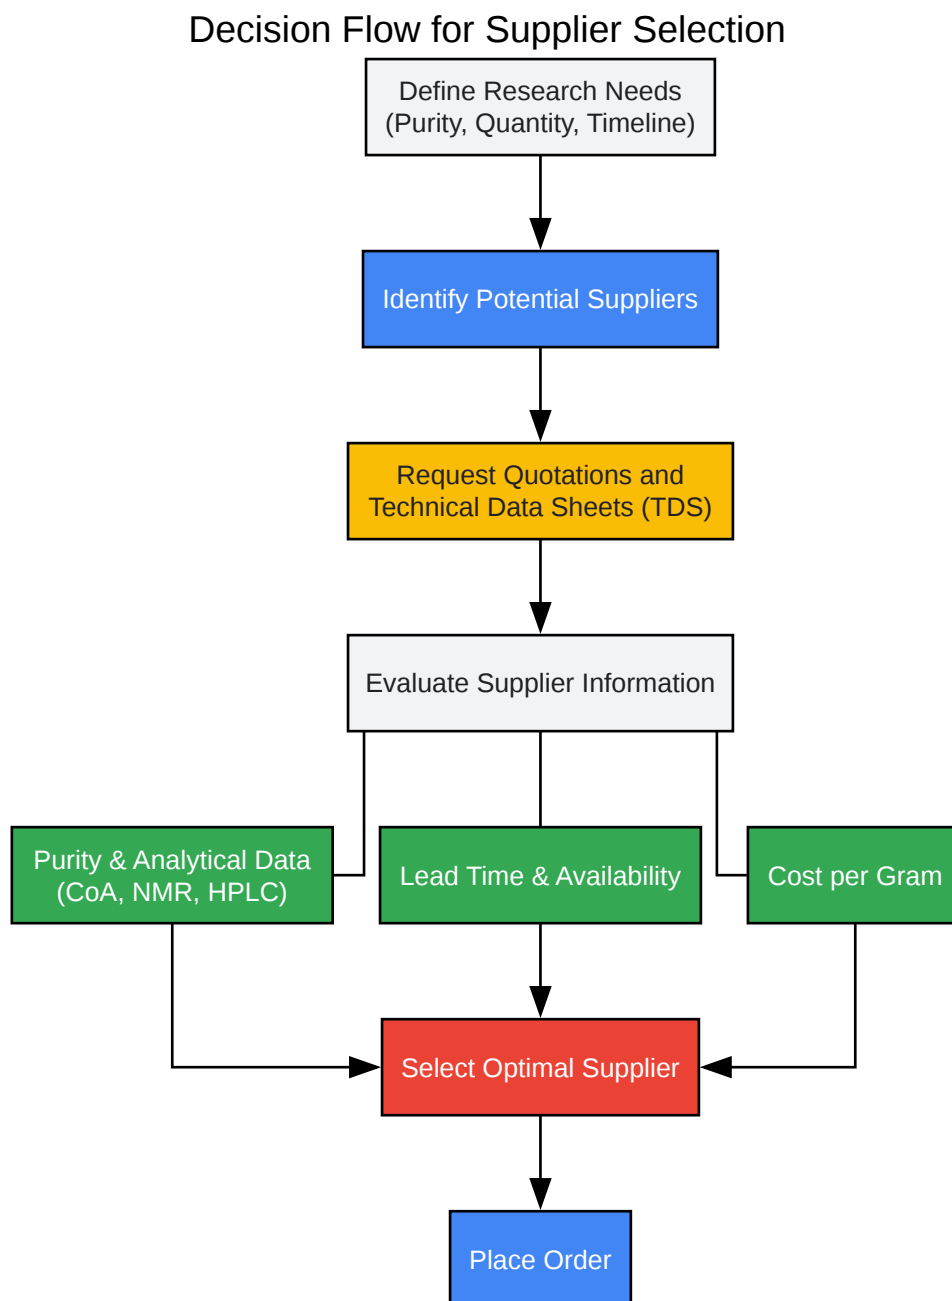 Decision Flow for Supplier Selection
Define Research Needs
(Purity, Quantity, Timeline)
Identify Potential Suppliers
Request Quotations and
Technical Data Sheets (TDS)
Evaluate Supplier Information
Purity & Analytical Data
(CoA, NMR, HPLC)
Lead Time & Availability
Cost per Gram
Select Optimal Supplier
Place Order